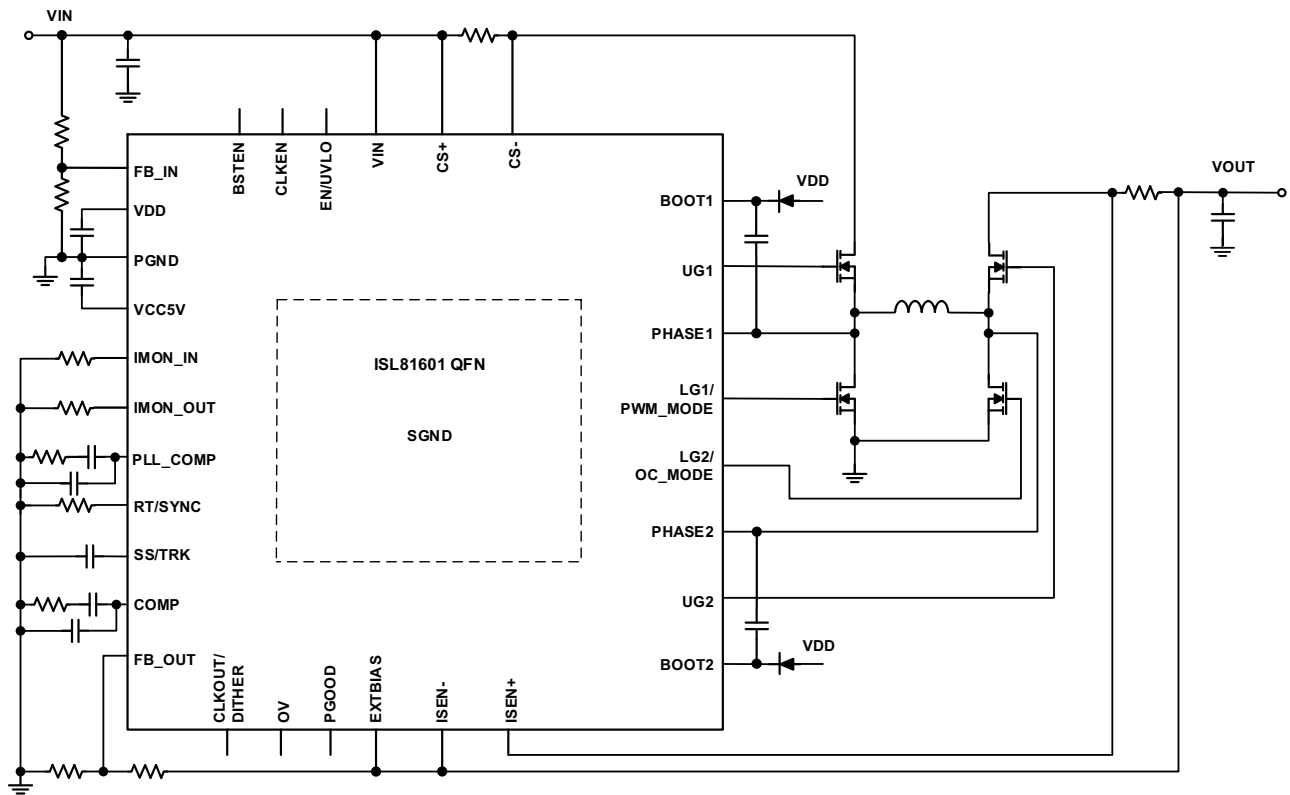 VIN
BSTEN
CLKEN
EN/UVLO
VIN
CS+
CS-
FB_IN
VDD
PGND
VCC5V
IMON_IN
IMON_OUT
PLL_COMP
RT/SYNC
SS/TRK
COMP
FB_OUT
ISL81601 QFN
SGND
BOOT1
VDD
UG1
PHASE1
LG1/
PWM_MODE
LG2/
OC_MODE
PHASE2
UG2
BOOT2
VDD
VOUT
CLKOUT/
DITHER
OV
PGOOD
EXTBIAS
ISEN-
ISEN+